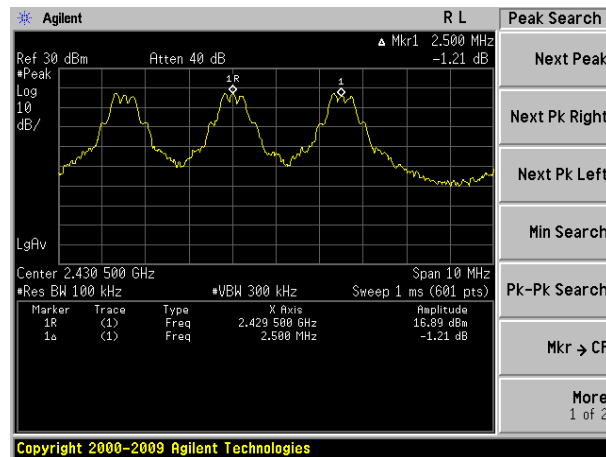 Agilent R L
Peak Search
Δ Mkr1 2.500 MHz
Ref 30 dBm Atten 40 dB -1.21 dB
#Peak
Log
10
dB/
1R
1
LgAv
Center 2.430 500 GHz Span 10 MHz
#Res BW 100 kHz #VBW 300 kHz Sweep 1 ms (601 pts)
Marker Trace Type X Axis Amplitude
1R (1) Freq 2.429 500 GHz 16.89 dBm
1Δ (1) Freq 2.500 MHz -1.21 dB
Copyright 2000-2009 Agilent Technologies
Next Peak
Next Pk Right
Next Pk Left
Min Search
Pk-Pk Search
Mkr → CF
More
1 of 2